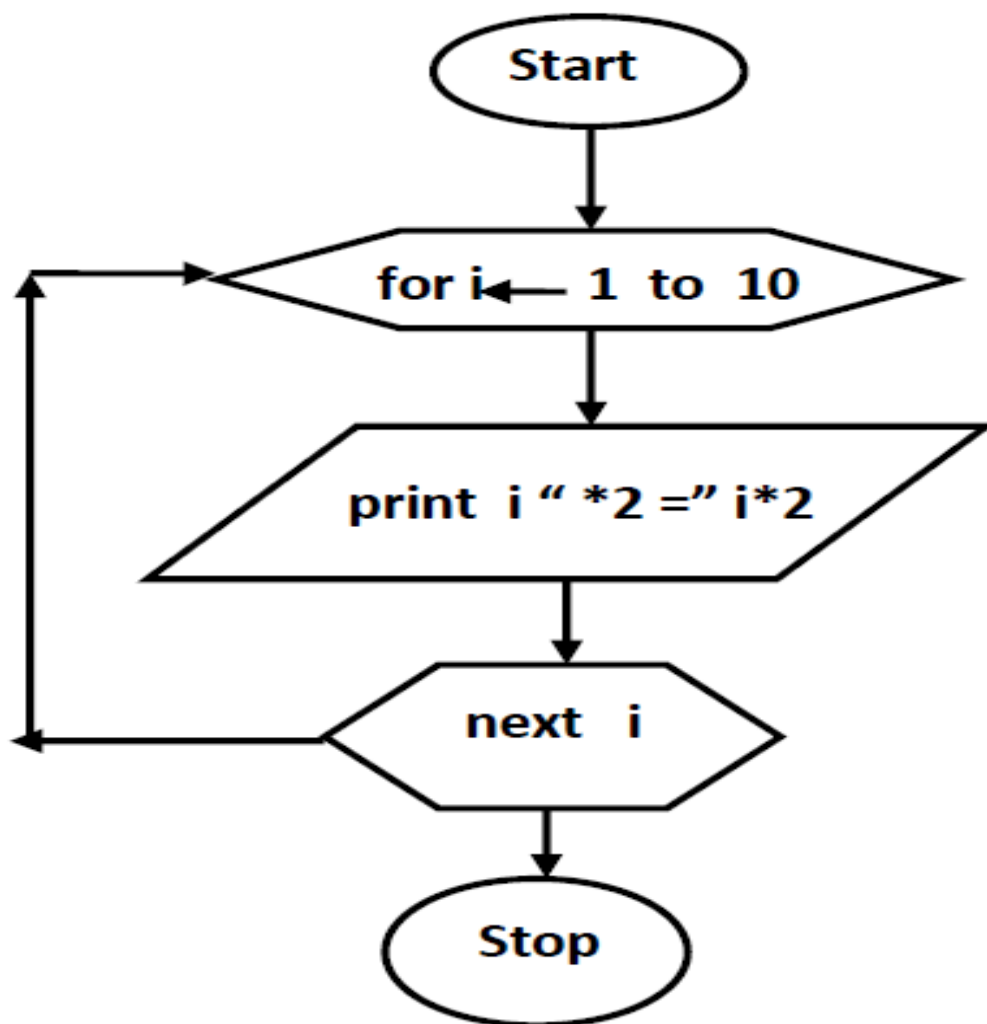 Start
for i ← 1 to 10
print i “ *2 =” i*2
next i
Stop